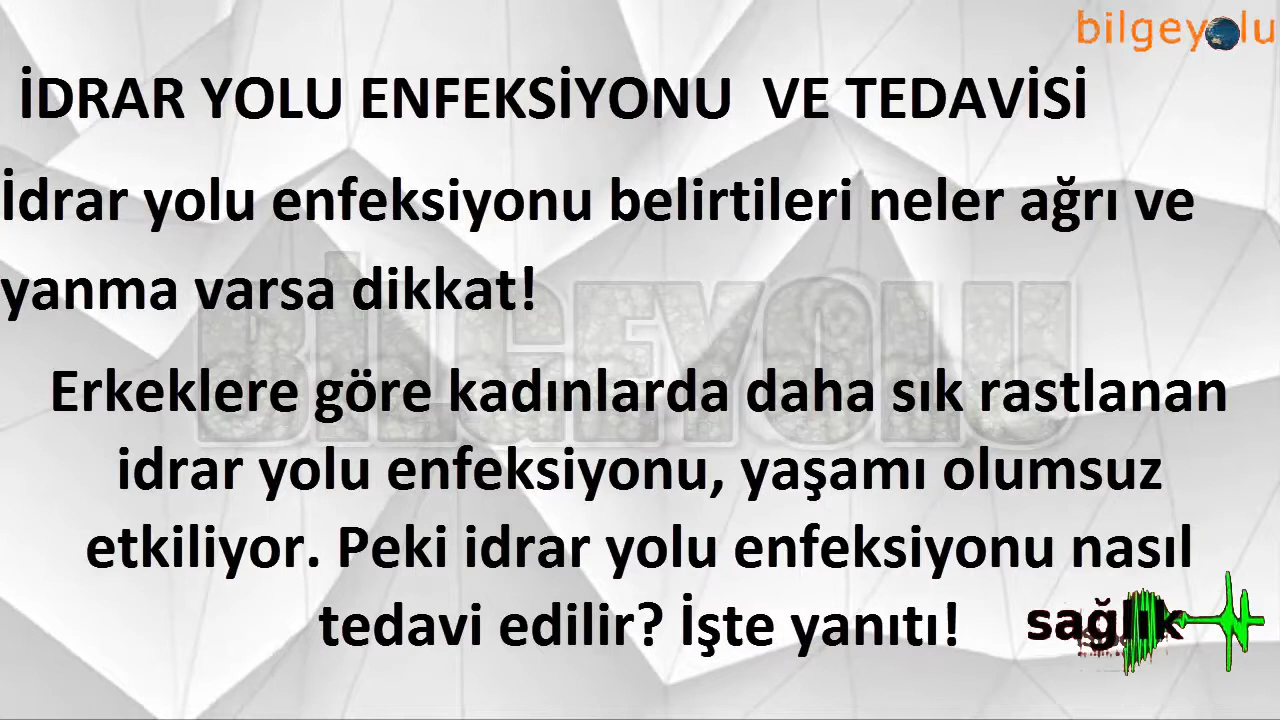 bilgeyolu
İDRAR YOLU ENFEKSİYONU VE TEDAVİSİ
İdrar yolu enfeksiyonu belirtileri neler ağrı ve
yanma varsa dikkat!
BİLGEYOLU
Erkeklere göre kadınlarda daha sık rastlanan
idrar yolu enfeksiyonu, yaşamı olumsuz
etkiliyor. Peki idrar yolu enfeksiyonu nasıl
tedavi edilir? İşte yanıtı!
sağlık